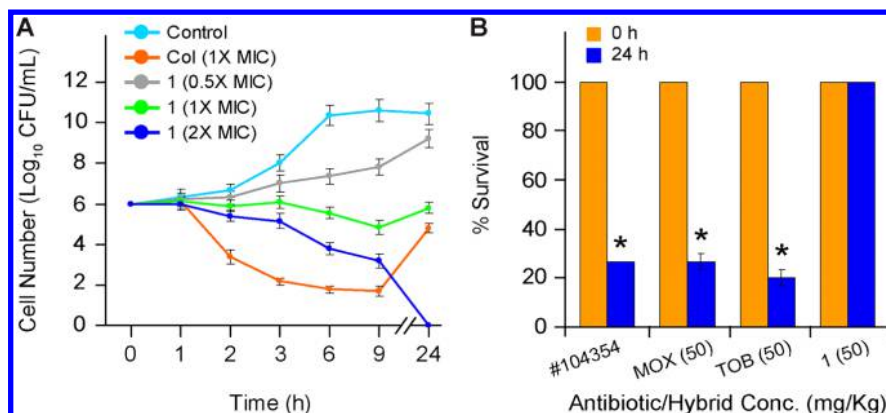 A
Control
Col (1X MIC)
1 (0.5X MIC)
1 (1X MIC)
1 (2X MIC)
Cell Number (Log10 CFU/mL)
12
10
8
6
4
2
0
0 1 2 3 6 9 24
Time (h)
B
0 h
24 h
% Survival
100
80
60
40
20
0
* * *
#104354 MOX (50) TOB (50) 1 (50)
Antibiotic/Hybrid Conc. (mg/Kg)